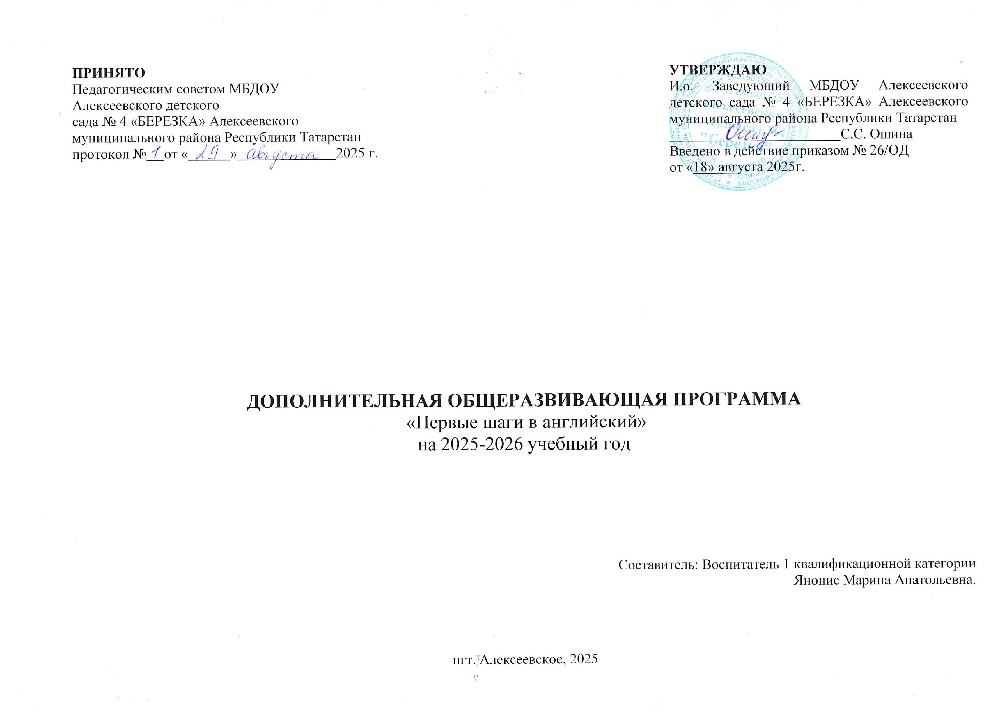 ПРИНЯТО
Педагогическим советом МБДОУ
Алексеевского детского
сада № 4 «БЕРЕЗКА» Алексеевского
муниципального района Республики Татарстан
протокол № 1 от « 29 » августа 2025 г.
УТВЕРЖДАЮ
И.о. Заведующий МБДОУ Алексеевского
детского сада № 4 «БЕРЕЗКА» Алексеевского
муниципального района Республики Татарстан
С.С. Ошина
Введено в действие приказом № 26/ОД
от «18» августа 2025г.
"Березка"
ДОПОЛНИТЕЛЬНАЯ ОБЩЕРАЗВИВАЮЩАЯ ПРОГРАММА
«Первые шаги в английский»
на 2025-2026 учебный год
Составитель: Воспитатель 1 квалификационной категории
Янонис Марина Анатольевна.
пгт. Алексеевское, 2025